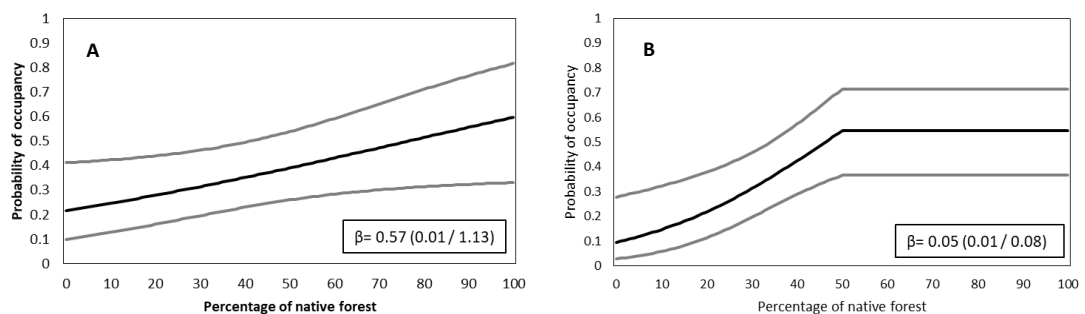 A
Probability of occupancy
1
0.9
0.8
0.7
0.6
0.5
0.4
0.3
0.2
0.1
0
β= 0.57 (0.01 / 1.13)
0 10 20 30 40 50 60 70 80 90 100
Percentage of native forest
B
Probability of occupancy
1
0.9
0.8
0.7
0.6
0.5
0.4
0.3
0.2
0.1
0
β= 0.05 (0.01 / 0.08)
0 10 20 30 40 50 60 70 80 90 100
Percentage of native forest